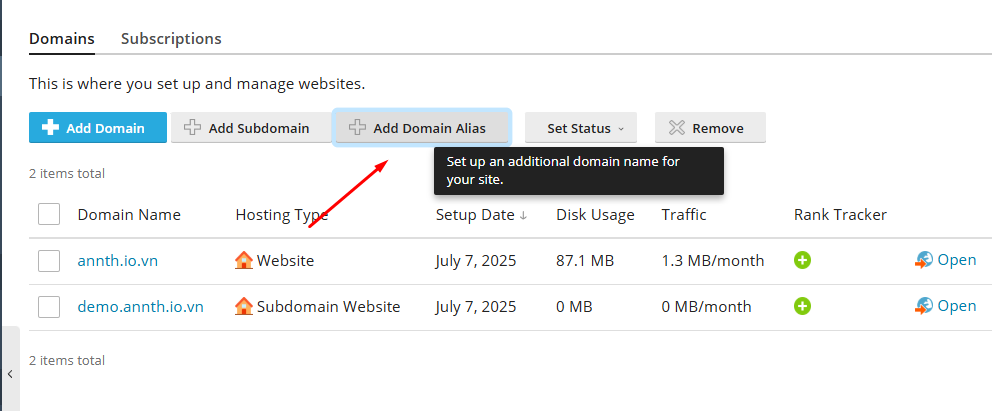 Domains Subscriptions
This is where you set up and manage websites.
Add Domain Add Subdomain Add Domain Alias Set Status Remove
Set up an additional domain name for
your site.
2 items total
Domain Name Hosting Type Setup Date ↓ Disk Usage Traffic Rank Tracker
annth.io.vn Website July 7, 2025 87.1 MB 1.3 MB/month Open
demo.annth.io.vn Subdomain Website July 7, 2025 0 MB 0 MB/month Open
2 items total